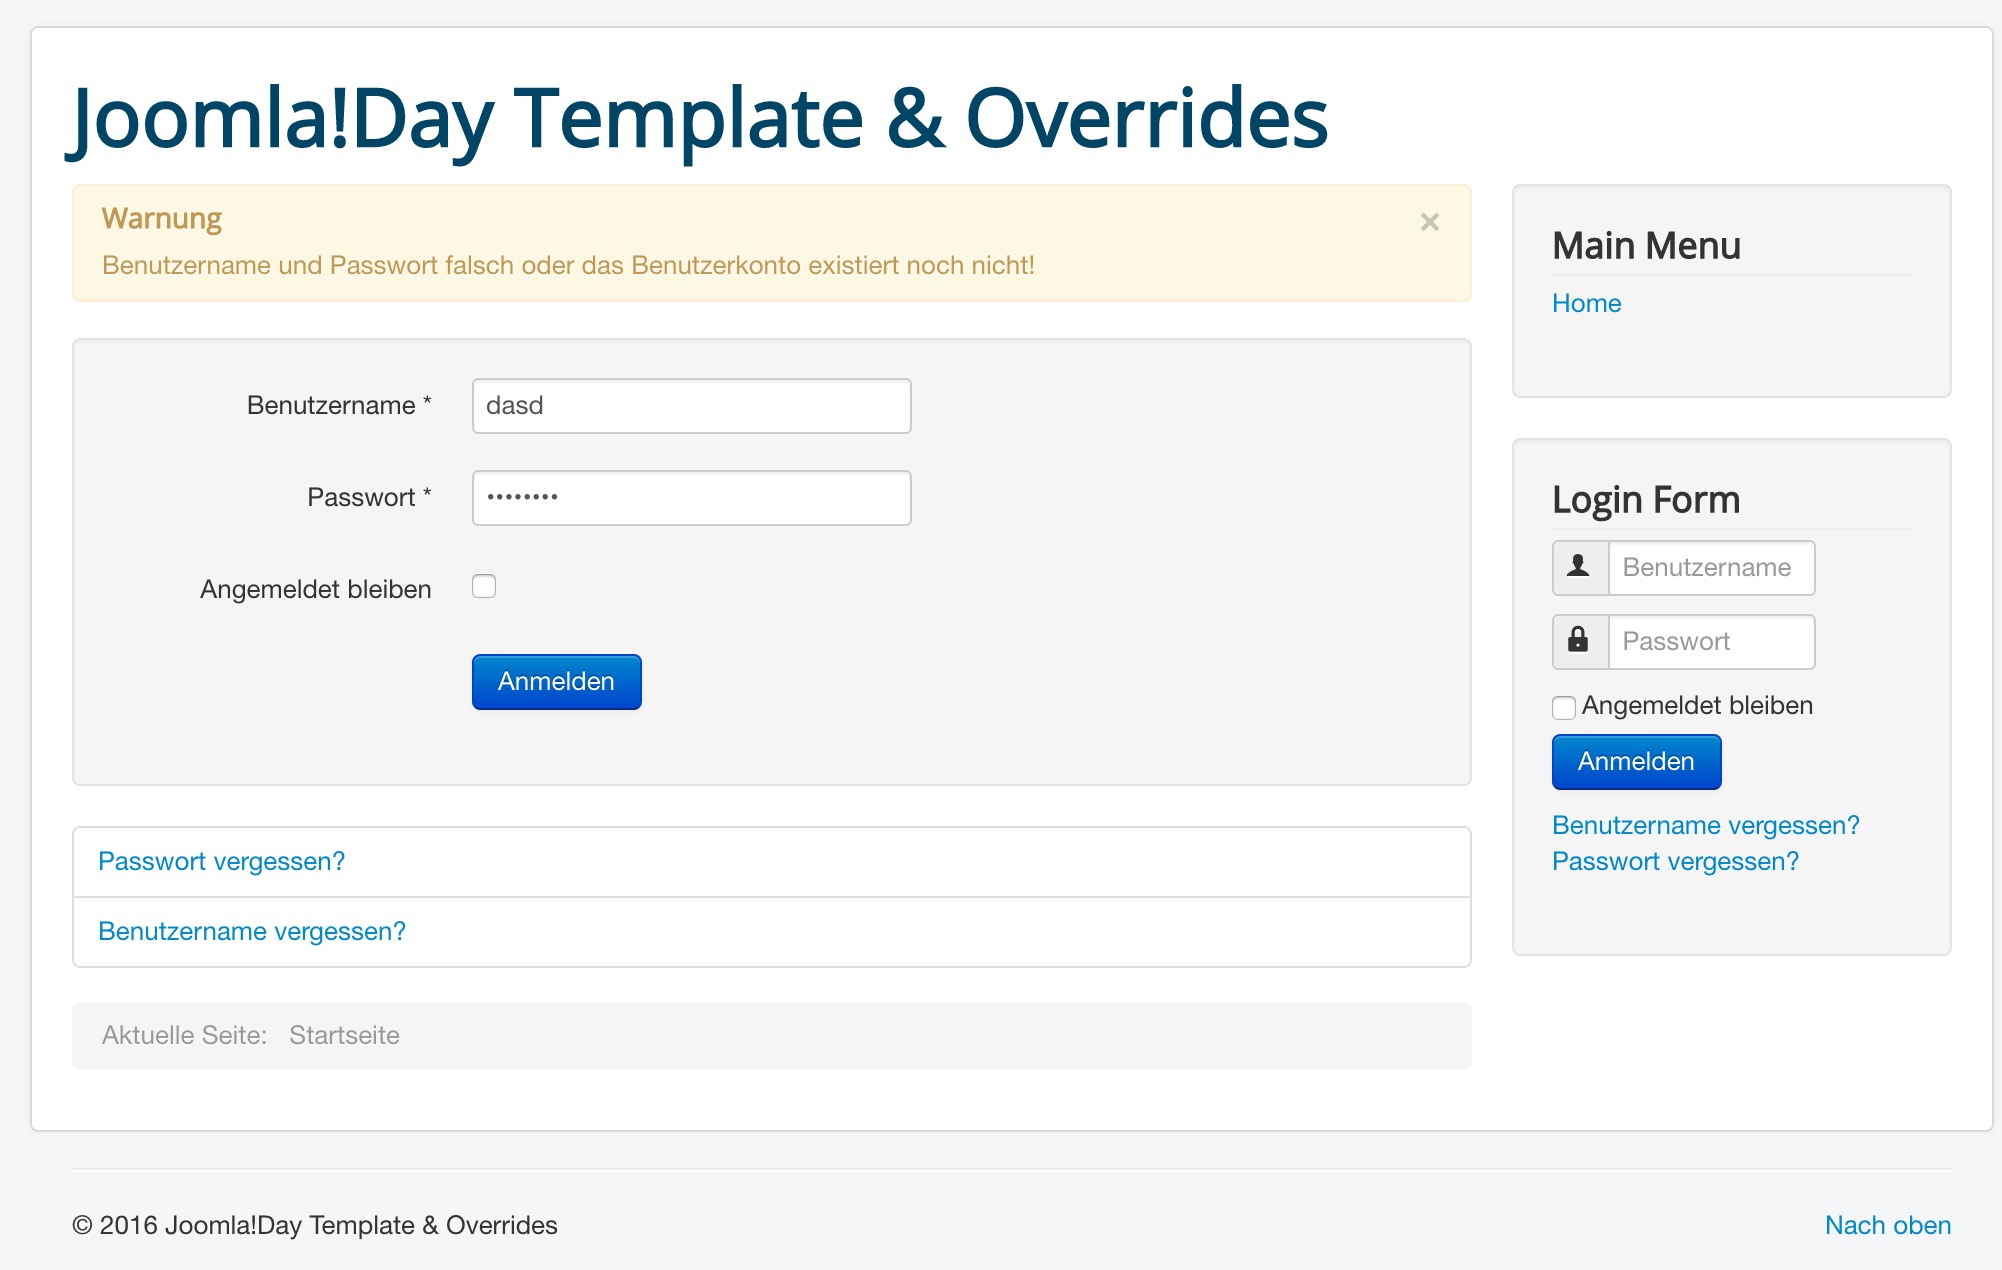 Joomla!Day Template & Overrides
Warnung
×
Benutzername und Passwort falsch oder das Benutzerkonto existiert noch nicht!
Benutzername *
dasd
Passwort *
••••••••
Angemeldet bleiben
Anmelden
Passwort vergessen?
Benutzername vergessen?
Aktuelle Seite: Startseite
Main Menu
Home
Login Form
Benutzername
Passwort
Angemeldet bleiben
Anmelden
Benutzername vergessen?
Passwort vergessen?
© 2016 Joomla!Day Template & Overrides
Nach oben